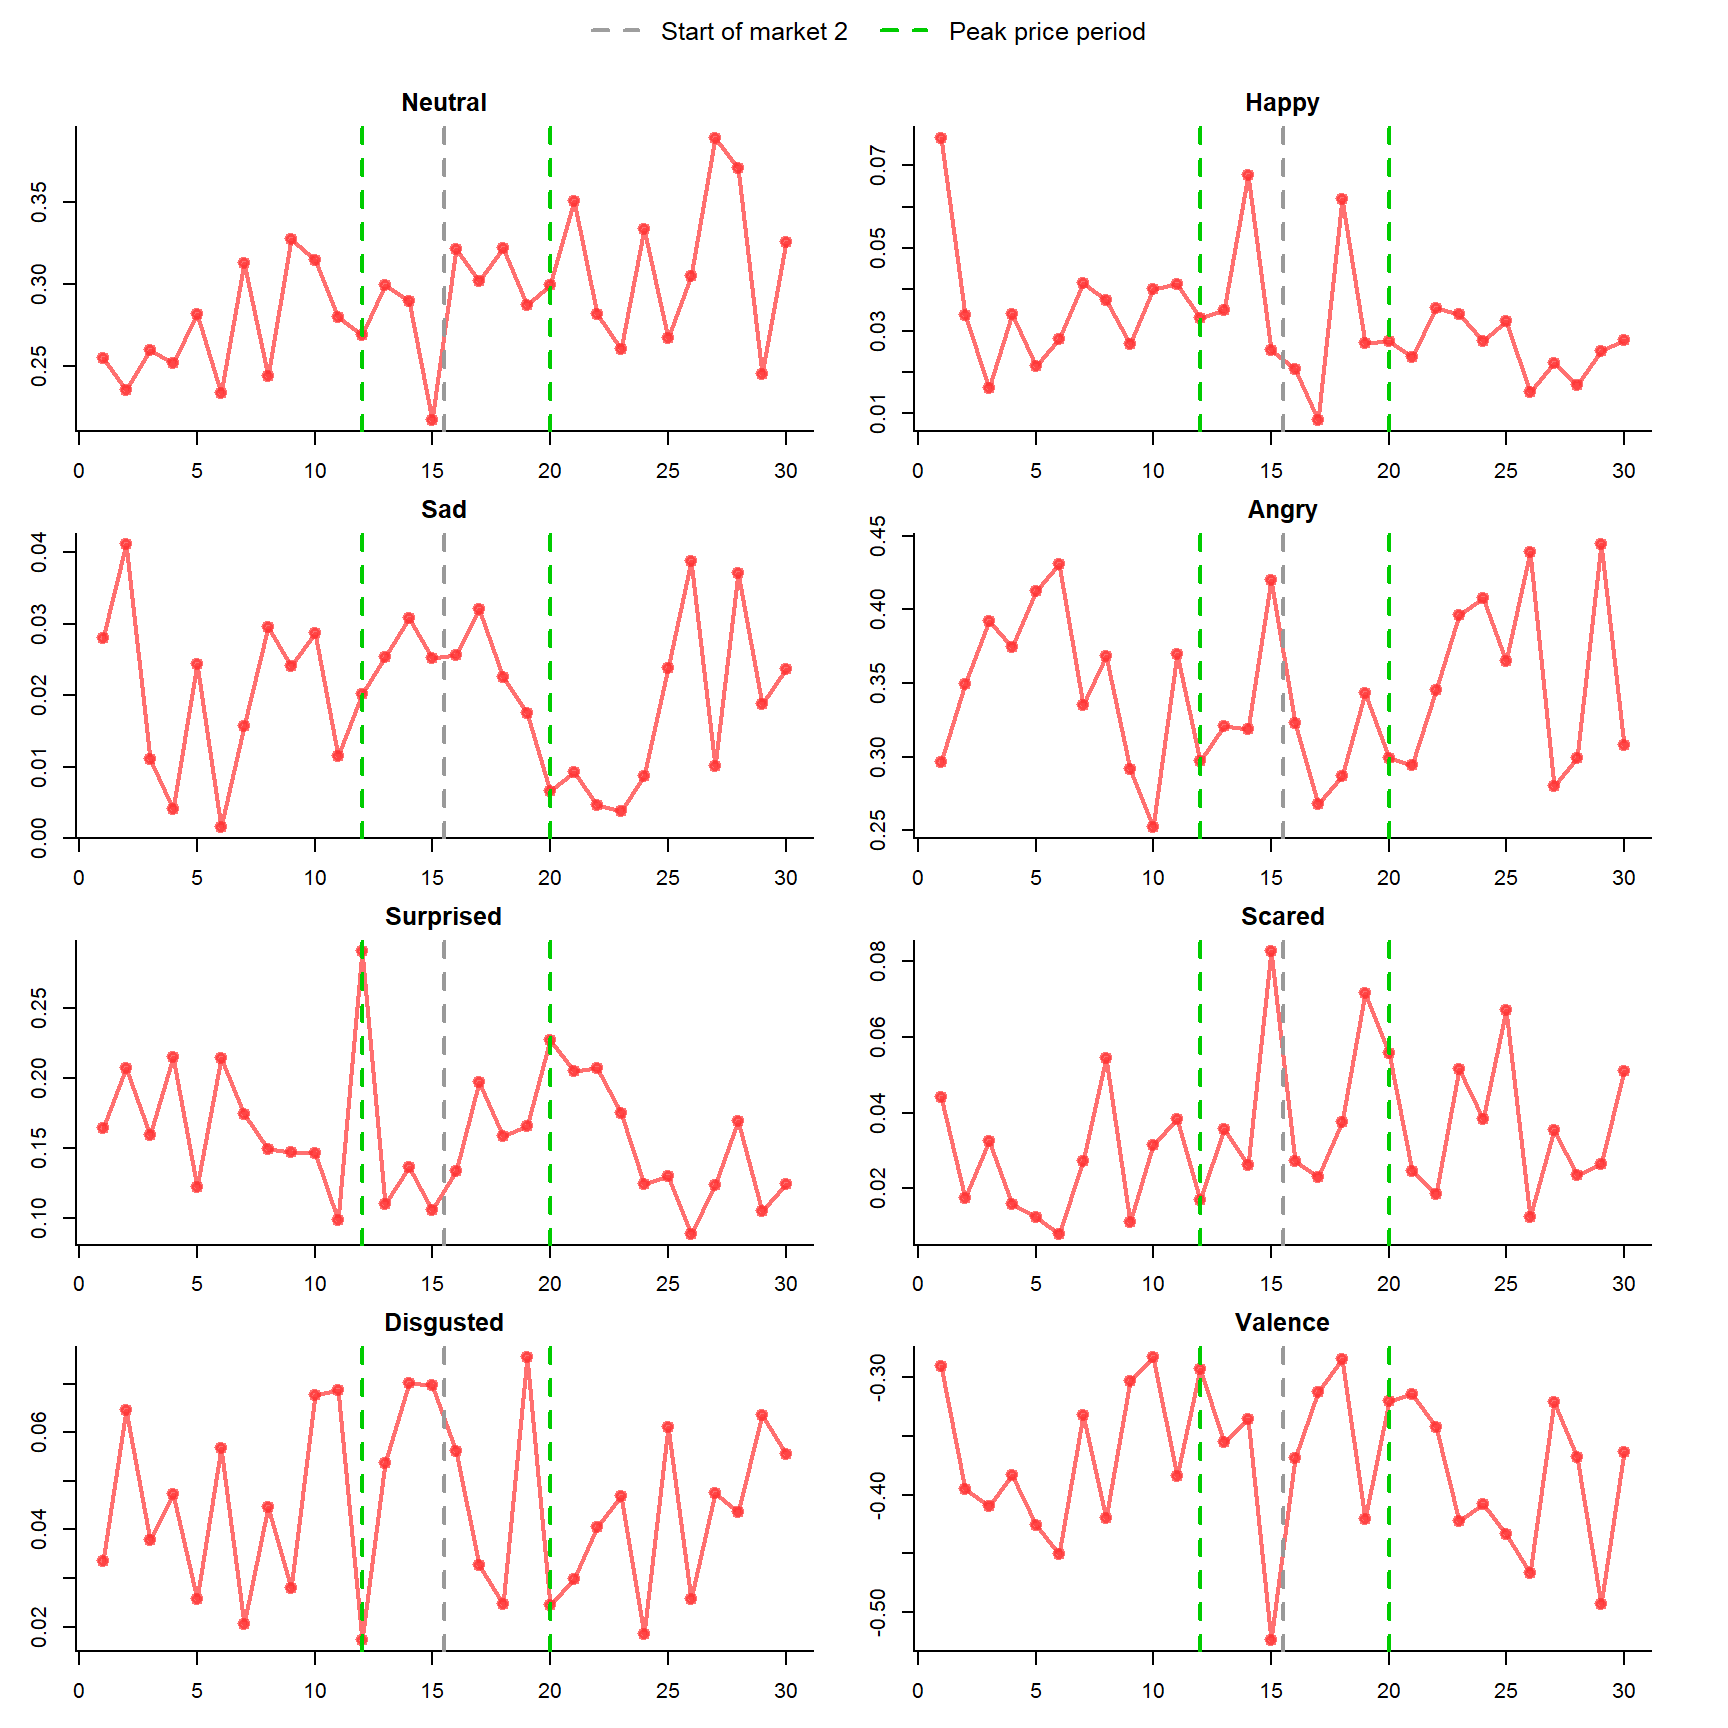 Start of market 2 Peak price period
Neutral
0.25 0.30 0.35
0 5 10 15 20 25 30
Happy
0.01 0.03 0.05 0.07
0 5 10 15 20 25 30
Sad
0.00 0.01 0.02 0.03 0.04
0 5 10 15 20 25 30
Angry
0.25 0.30 0.35 0.40 0.45
0 5 10 15 20 25 30
Surprised
0.10 0.15 0.20 0.25
0 5 10 15 20 25 30
Scared
0.02 0.04 0.06 0.08
0 5 10 15 20 25 30
Disgusted
0.02 0.04 0.06
0 5 10 15 20 25 30
Valence
-0.50 -0.40 -0.30
0 5 10 15 20 25 30